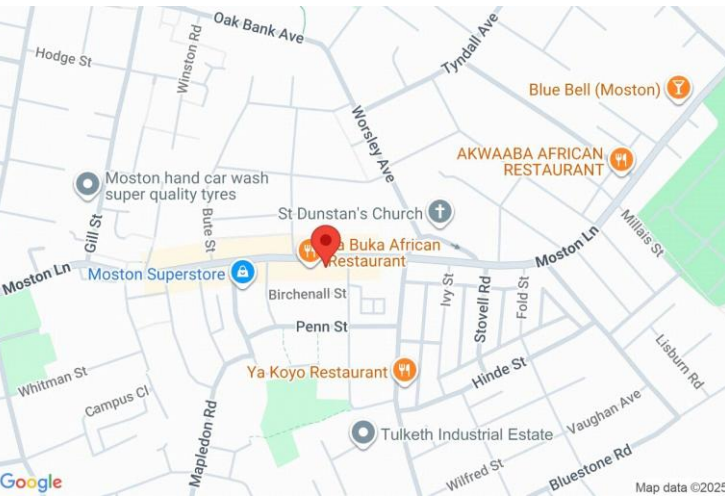 Oak Bank Ave
Winston Rd
Hodge St
Tyndall Ave
Blue Bell (Moston)
Worsley Ave
AKWAABA AFRICAN
RESTAURANT
Moston hand car wash
super quality tyres
Bute St
St Dunstan's Church
Millais St
Gill St
Buka African
Restaurant
Moston Ln
Moston Ln
Moston Superstore
Birchenall St
Ivy St
Stovell Rd
Fold St
Penn St
Lisburn Rd
Ya Koyo Restaurant
Hinde St
Whitman St
Campus Cl
Mapledon Rd
Vaughan Ave
Tulketh Industrial Estate
Bluestone Rd
Wilfred St
Google
Map data ©2025